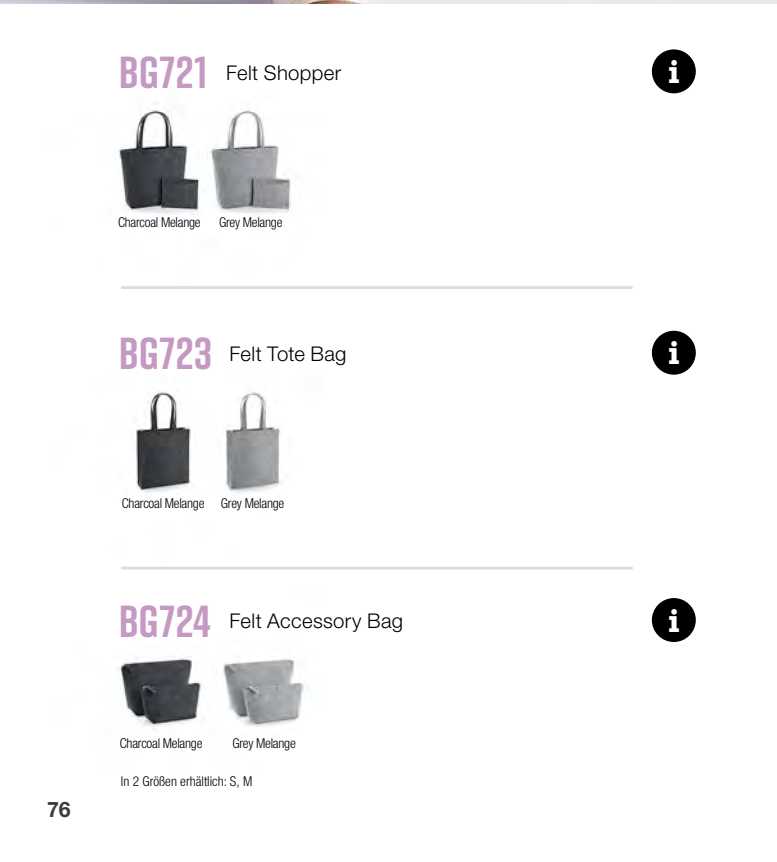 BG721 Felt Shopper
Charcoal Melange Grey Melange
BG723 Felt Tote Bag
Charcoal Melange Grey Melange
BG724 Felt Accessory Bag
Charcoal Melange Grey Melange
In 2 Größen erhältlich: S, M
76